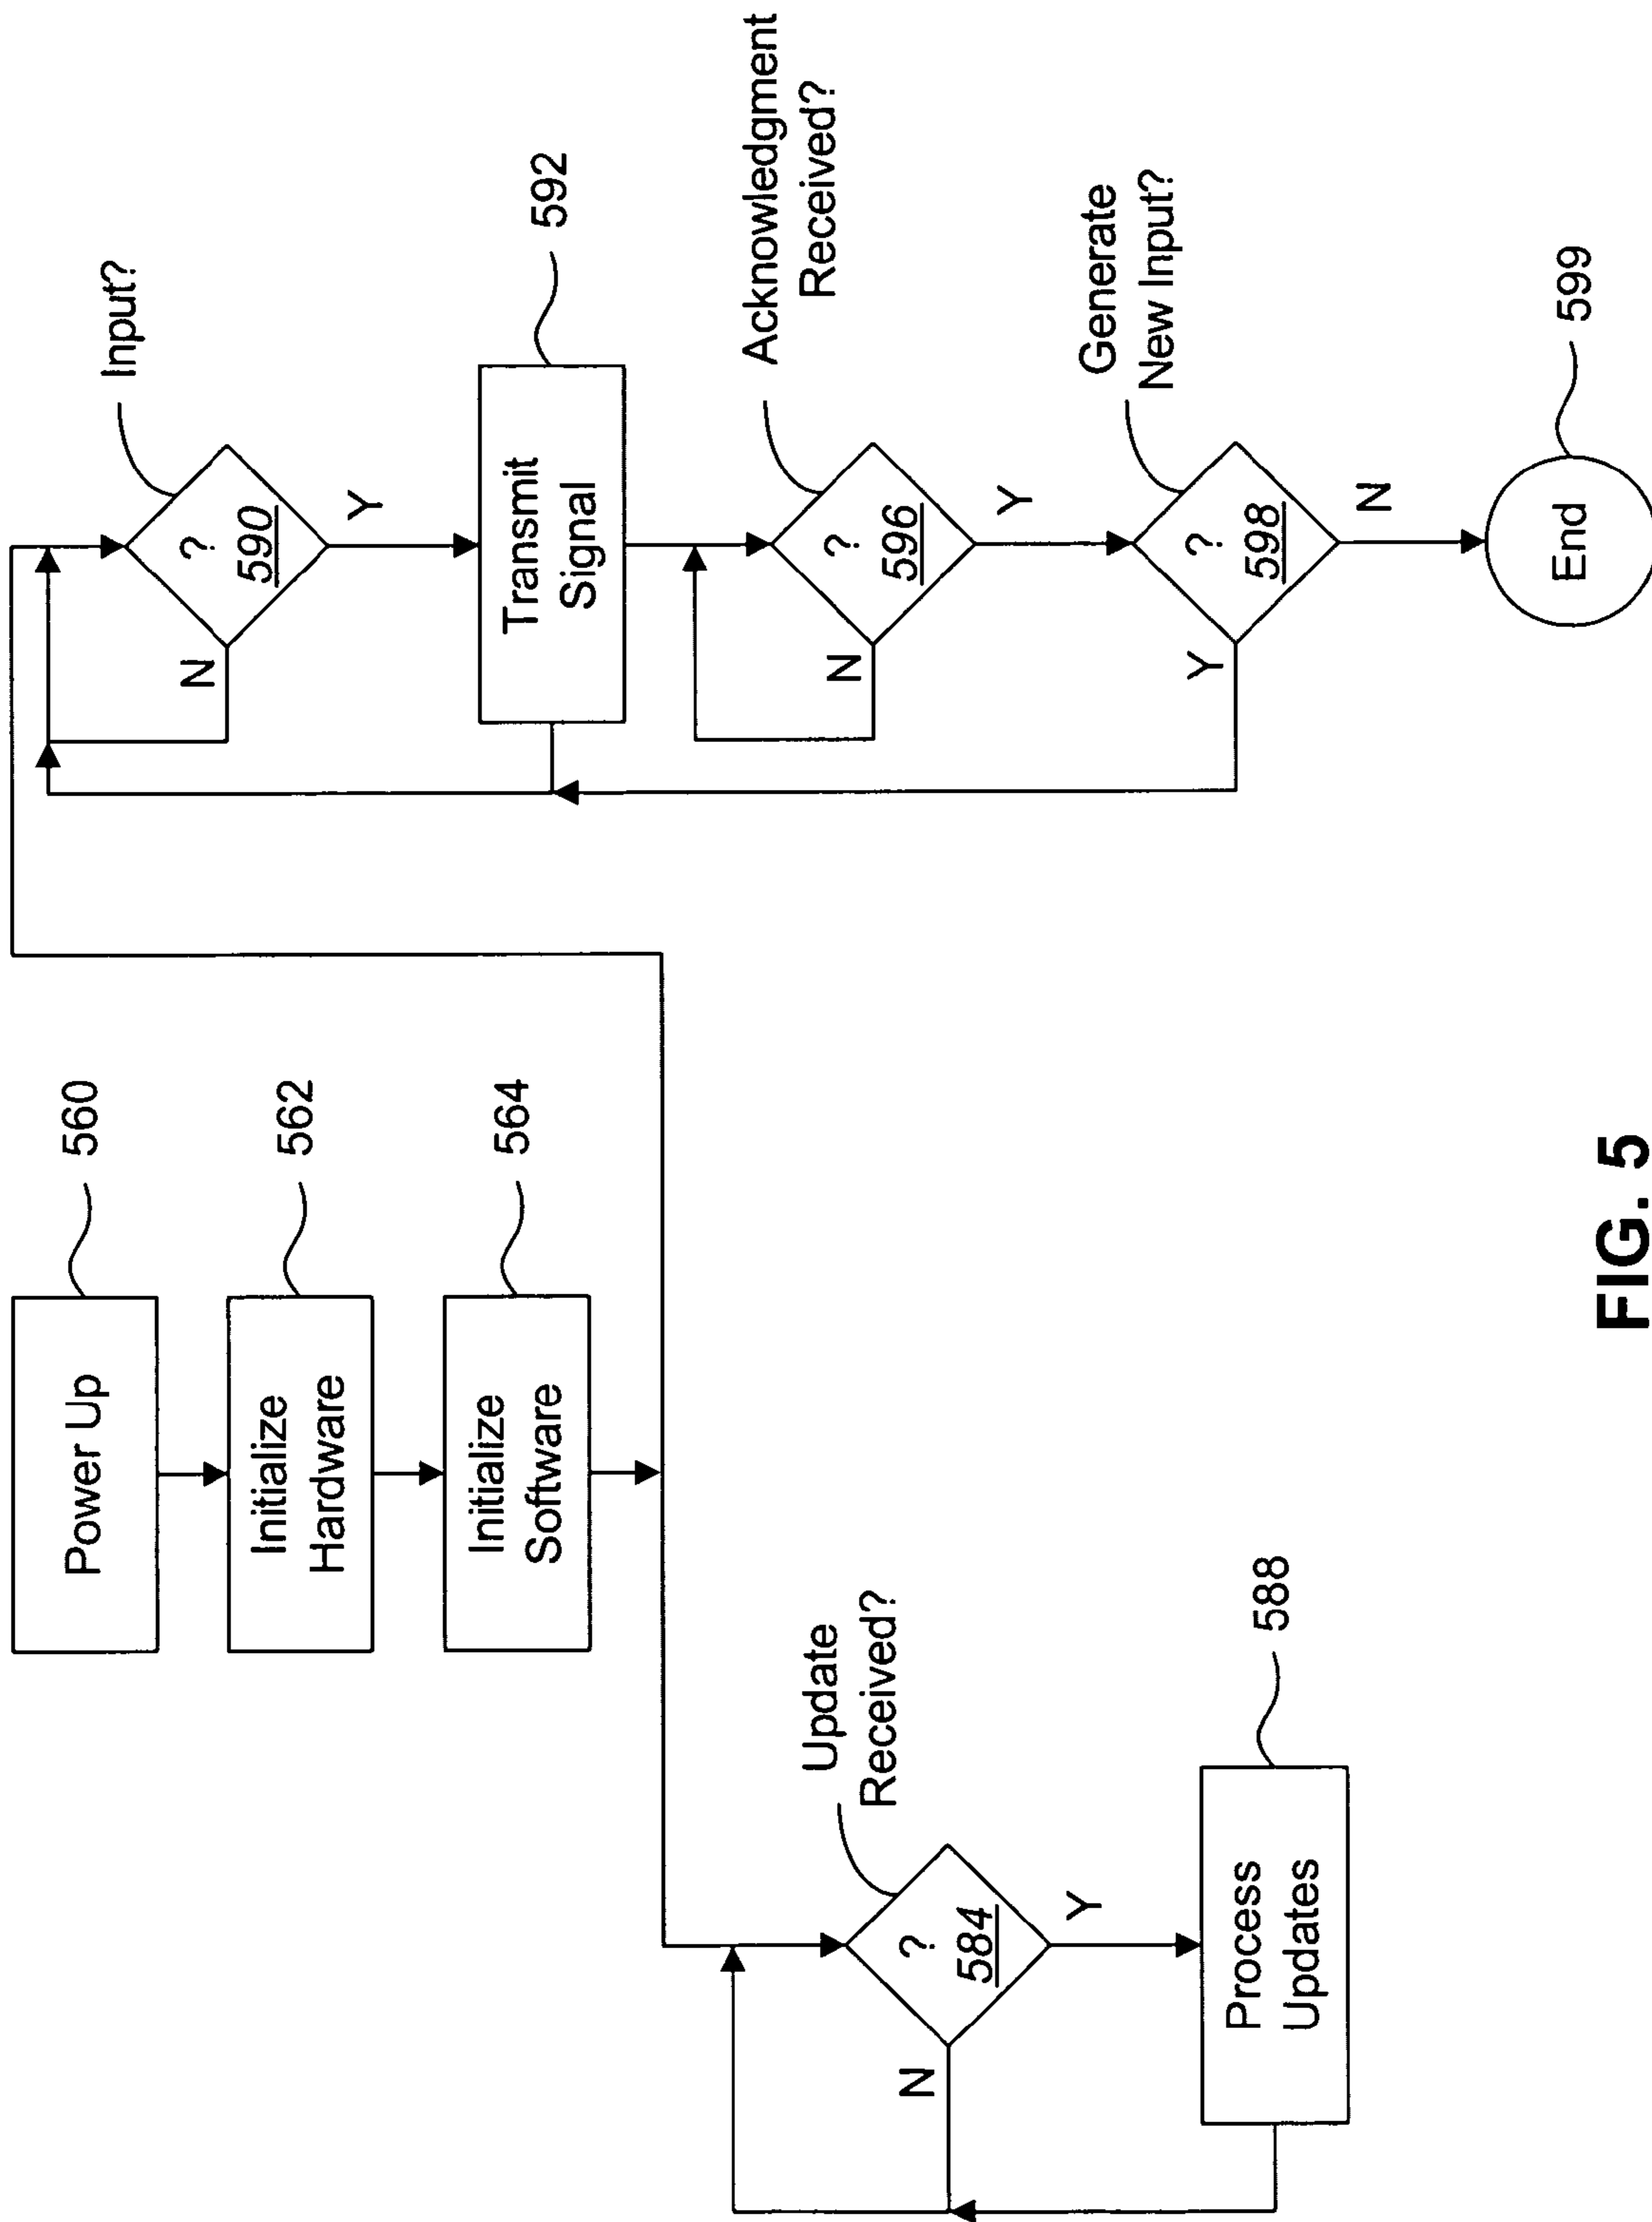 Power Up
560
Initialize
Hardware
562
Initialize
Software
564
Update
Received?
?
584
N
Y
Process
Updates
588
Input?
?
590
N
Y
Transmit
Signal
592
Acknowledgment
Received?
?
596
N
Y
Generate
New Input?
?
598
Y
N
End
599
FIG. 5